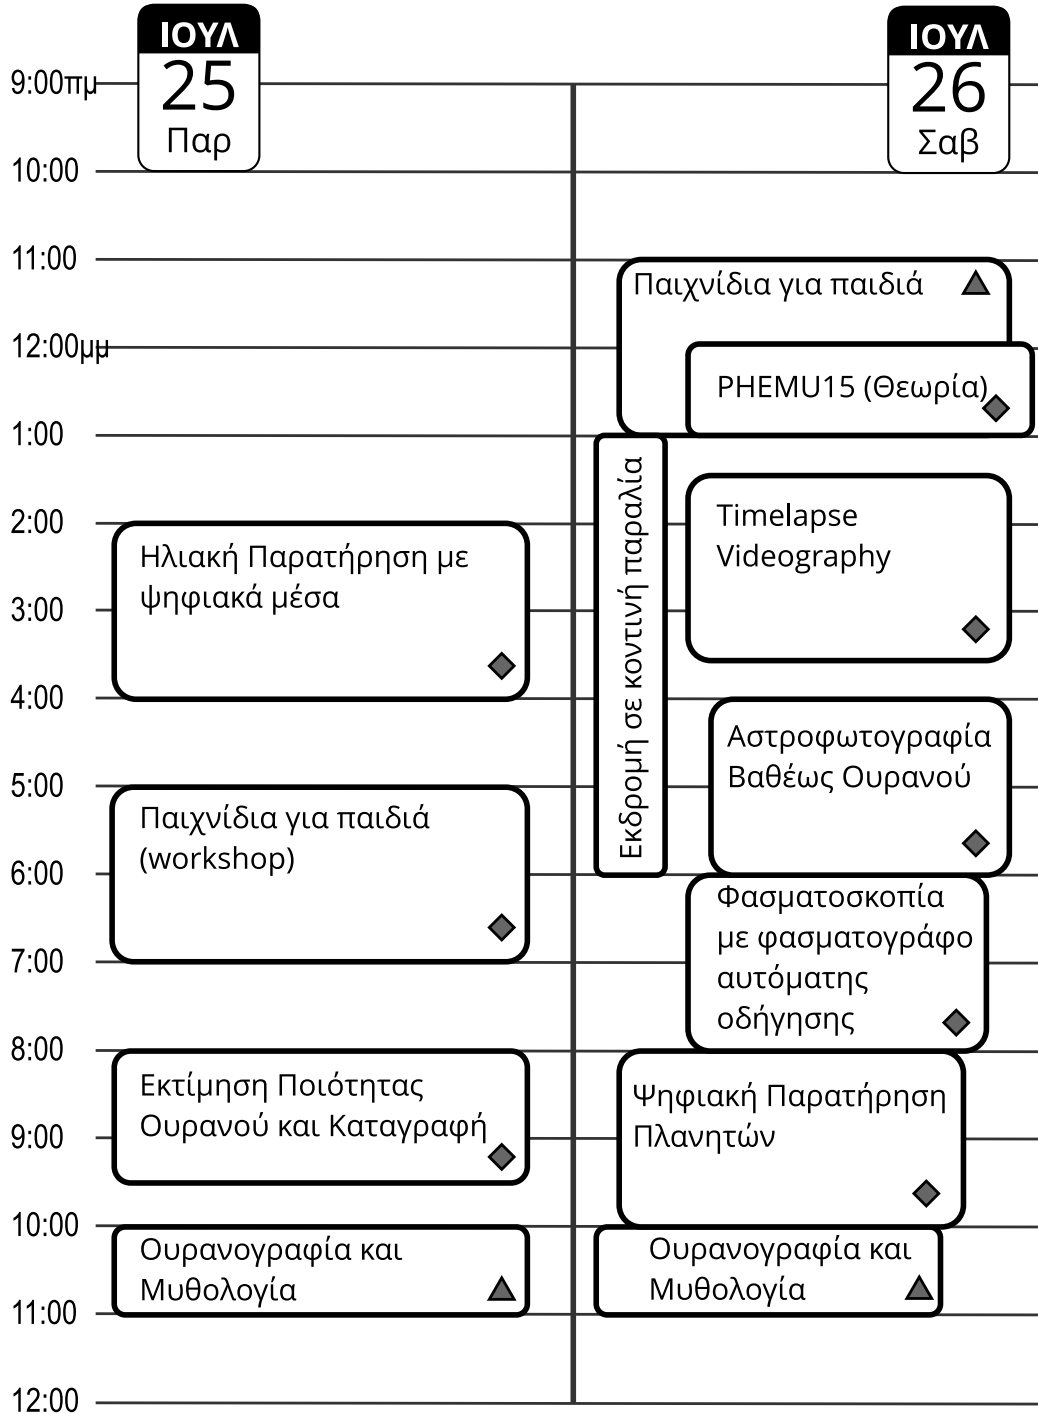 ΙΟΥΛ
25
Παρ
ΙΟΥΛ
26
Σαβ
9:00πμ
10:00
11:00
12:00μμ
1:00
2:00
3:00
4:00
5:00
6:00
7:00
8:00
9:00
10:00
11:00
12:00
Ηλιακή Παρατήρηση με
ψηφιακά μέσα
Παιχνίδια για παιδιά
(workshop)
Εκτίμηση Ποιότητας
Ουρανού και Καταγραφή
Ουρανογραφία και
Μυθολογία
Παιχνίδια για παιδιά
PHEMU15 (Θεωρία)
Εκδρομή σε κοντινή παραλία
Timelapse
Videography
Αστροφωτογραφία
Βαθέως Ουρανού
Φασματοσκοπία
με φασματογράφο
αυτόματης
οδήγησης
Ψηφιακή Παρατήρηση
Πλανητών
Ουρανογραφία και
Μυθολογία